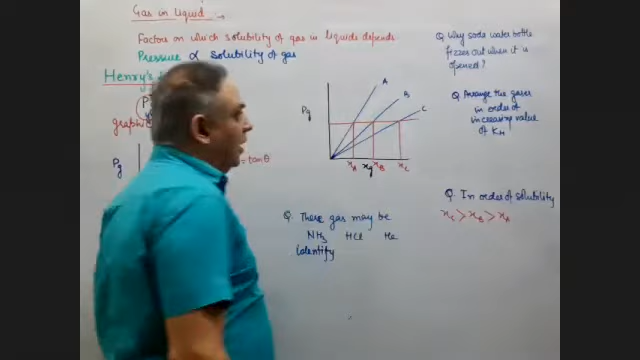 Gas in liquid
Factors on which solubility of gas in liquids depends
Pressure ∝ solubility of gas
Henry's
graph
Pg
= tanθ
Pg
A
B
C
xA xg xB xC
Q Why soda water bottle
fizzes out when it is
opened?
Q Arrange the gases
in order of
increasing value
of KH
Q. In order of solubility
xC > xB > xA
Q. These gas may be
NH3 HCl He
Identify